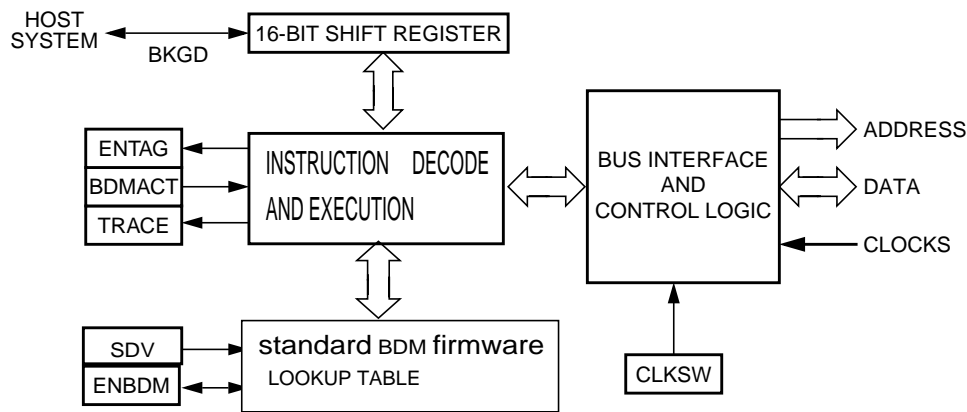 HOST
SYSTEM
BKGD
16-BIT SHIFT REGISTER
ENTAG
BDMACT
TRACE
INSTRUCTION DECODE
AND EXECUTION
BUS INTERFACE
AND
CONTROL LOGIC
ADDRESS
DATA
CLOCKS
SDV
ENBDM
standard BDM firmware
LOOKUP TABLE
CLKSW